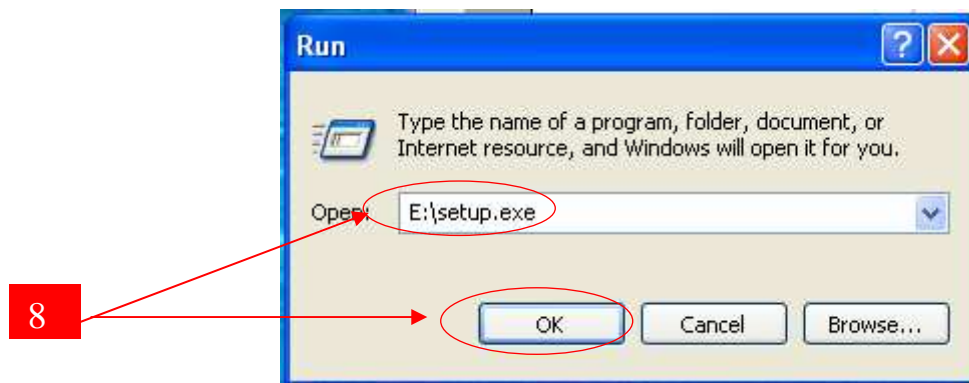 Run
Type the name of a program, folder, document, or
Internet resource, and Windows will open it for you.
Open: E:\setup.exe
8
OK Cancel Browse...